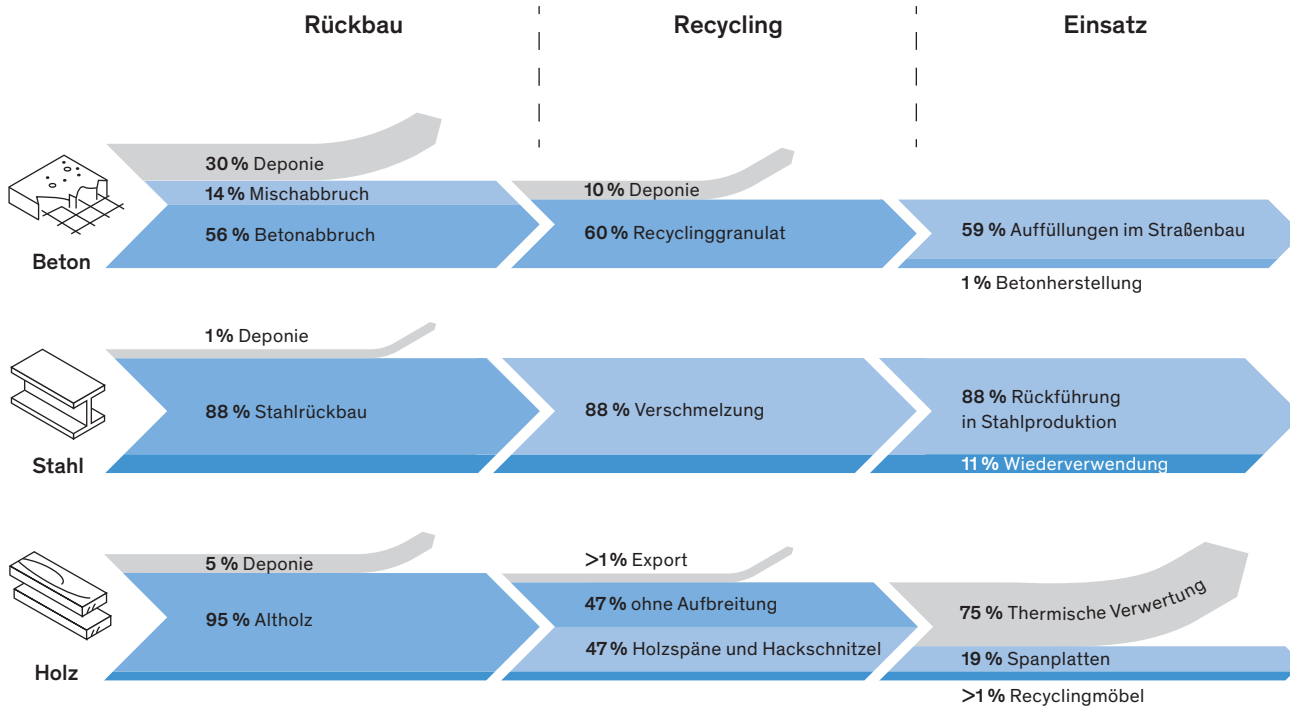 Rückbau
Recycling
Einsatz
30 % Deponie
14 % Mischabbruch
56 % Betonabbruch
10 % Deponie
60 % Recyclinggranulat
59 % Auffüllungen im Straßenbau
1 % Betonherstellung
Beton
1 % Deponie
88 % Stahlrückbau
88 % Verschmelzung
88 % Rückführung
in Stahlproduktion
11 % Wiederverwendung
Stahl
5 % Deponie
95 % Altholz
>1 % Export
47 % ohne Aufbreitung
47 % Holzspäne und Hackschnitzel
75 % Thermische Verwertung
19 % Spanplatten
>1 % Recyclingmöbel
Holz